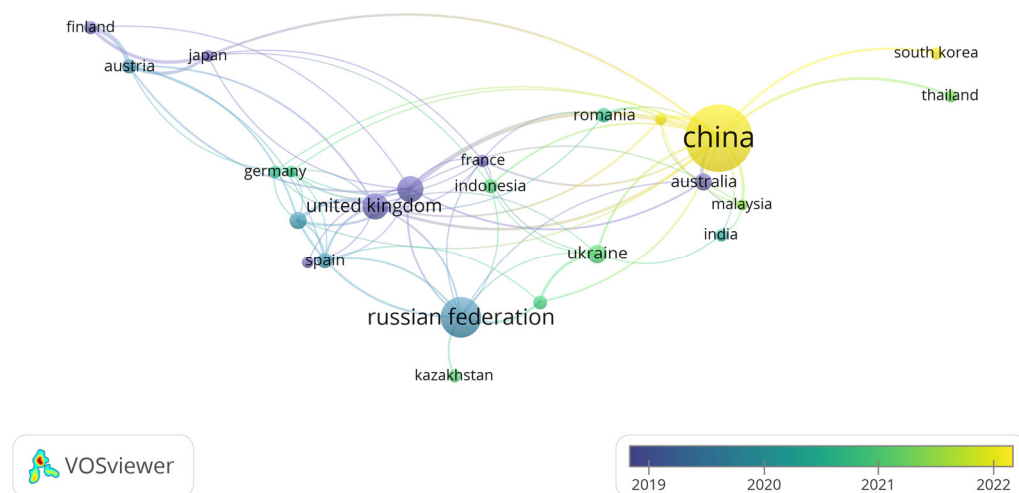 finland
japan
south korea
austria
thailand
romania
china
france
germany
indonesia
australia
united kingdom
malaysia
india
ukraine
spain
russian federation
kazakhstan
VOSviewer
2019 2020 2021 2022